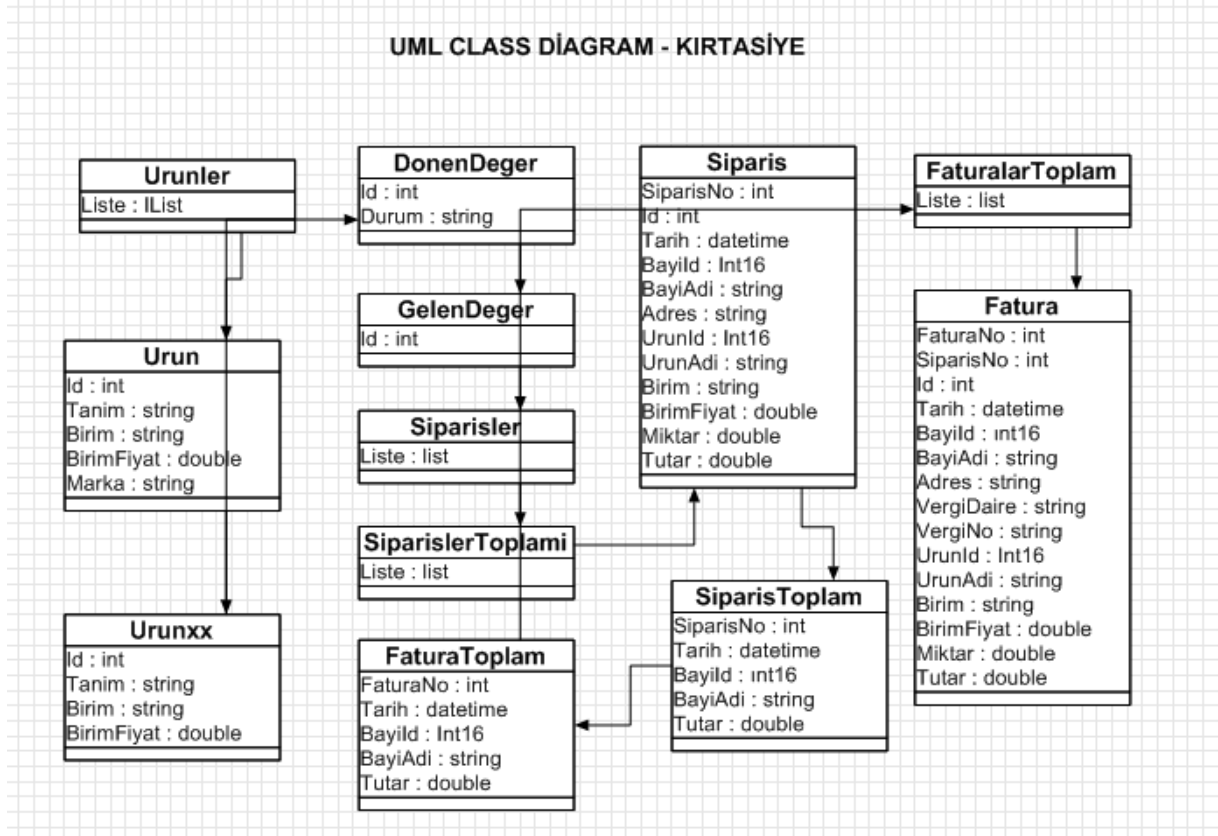 UML CLASS DİAGRAM - KIRTASİYE
Urunler
Liste : IList
Urun
Id : int
Tanim : string
Birim : string
BirimFiyat : double
Marka : string
Urunxx
Id : int
Tanim : string
Birim : string
BirimFiyat : double
DonenDeger
Id : int
Durum : string
GelenDeger
Id : int
Siparisler
Liste : list
SiparislerToplami
Liste : list
FaturaToplam
FaturaNo : int
Tarih : datetime
BayiId : Int16
BayiAdi : string
Tutar : double
Siparis
SiparisNo : int
Id : int
Tarih : datetime
BayiId : Int16
BayiAdi : string
Adres : string
UrunId : Int16
UrunAdi : string
Birim : string
BirimFiyat : double
Miktar : double
Tutar : double
SiparisToplam
SiparisNo : int
Tarih : datetime
BayiId : ınt16
BayiAdi : string
Tutar : double
FaturalarToplam
Liste : list
Fatura
FaturaNo : int
SiparisNo : int
Id : int
Tarih : datetime
BayiId : ınt16
BayiAdi : string
Adres : string
VergiDaire : string
VergiNo : string
UrunId : Int16
UrunAdi : string
Birim : string
BirimFiyat : double
Miktar : double
Tutar : double